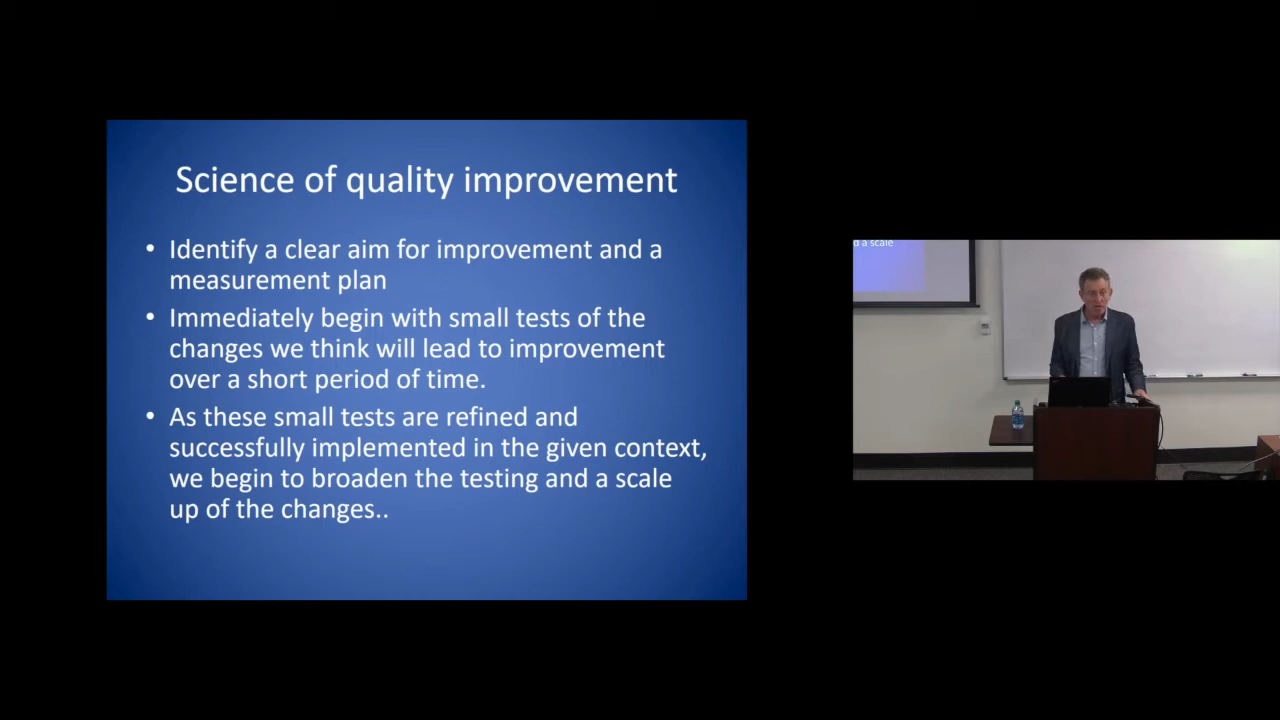 Science of quality improvement
• Identify a clear aim for improvement and a
measurement plan
• Immediately begin with small tests of the
changes we think will lead to improvement
over a short period of time.
• As these small tests are refined and
successfully implemented in the given context,
we begin to broaden the testing and a scale
up of the changes..
d a scale